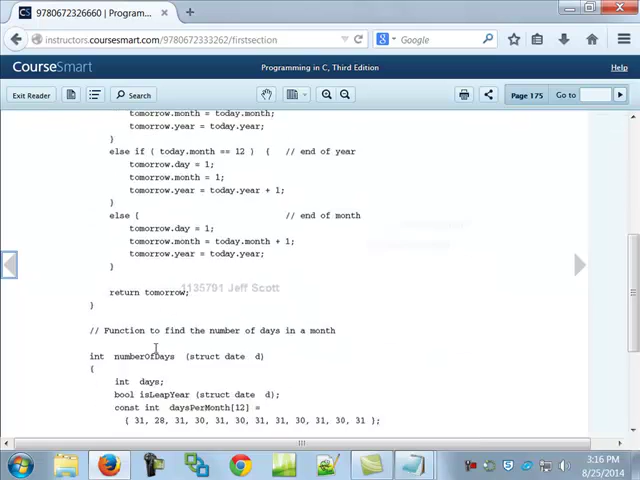 9780672326660 | Program...
instructors.coursesmart.com/9780672333262/firstsection
Google
CourseSmart
Programming in C, Third Edition
Help
Exit Reader
Search
Page 175
Go to
tomorrow.month = today.month;
tomorrow.year = today.year;
}
else if ( today.month == 12 ) { // end of year
tomorrow.day = 1;
tomorrow.month = 1;
tomorrow.year = today.year + 1;
}
else { // end of month
tomorrow.day = 1;
tomorrow.month = today.month + 1;
tomorrow.year = today.year;
}
1135791 Jeff Scott
return tomorrow;
}
// Function to find the number of days in a month
int numberOfDays (struct date d)
{
int days;
bool isLeapYear (struct date d);
const int daysPerMonth[12] =
{ 31, 28, 31, 30, 31, 30, 31, 31, 30, 31, 30, 31 };
3:16 PM
8/25/2014